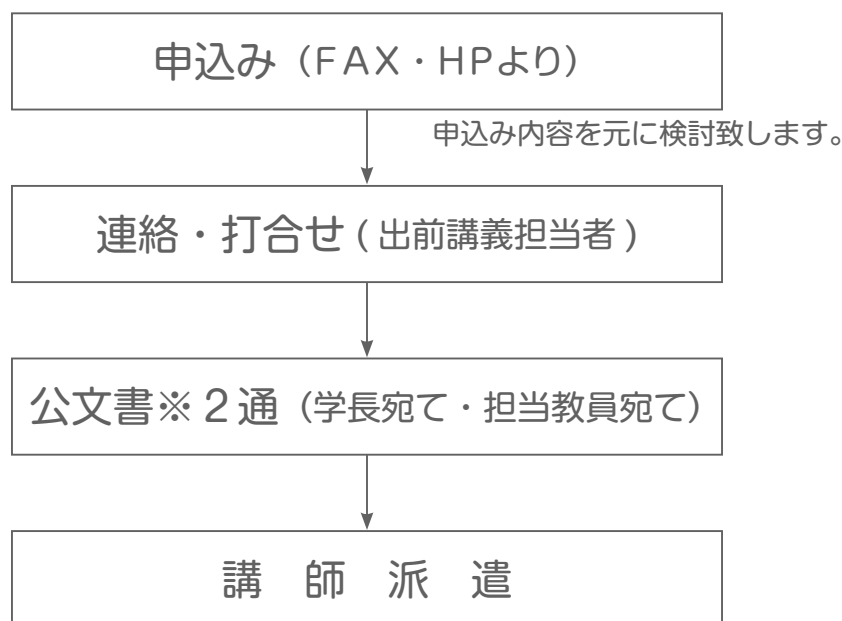 申込み（FAX・HPより）
申込み内容を元に検討致します。
連絡・打合せ ( 出前講義担当者 )
公文書※２通（学長宛て・担当教員宛て）
講　師　派　遣